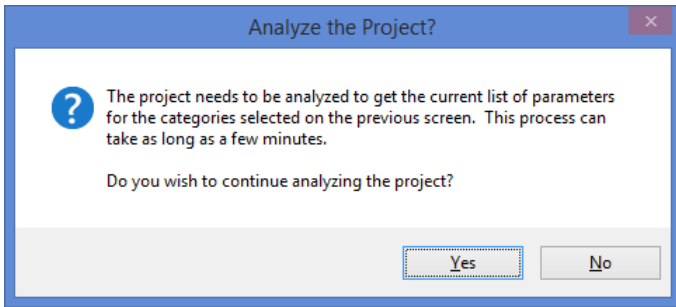 Analyze the Project?
The project needs to be analyzed to get the current list of parameters
for the categories selected on the previous screen.  This process can
take as long as a few minutes.
Do you wish to continue analyzing the project?
Yes
No